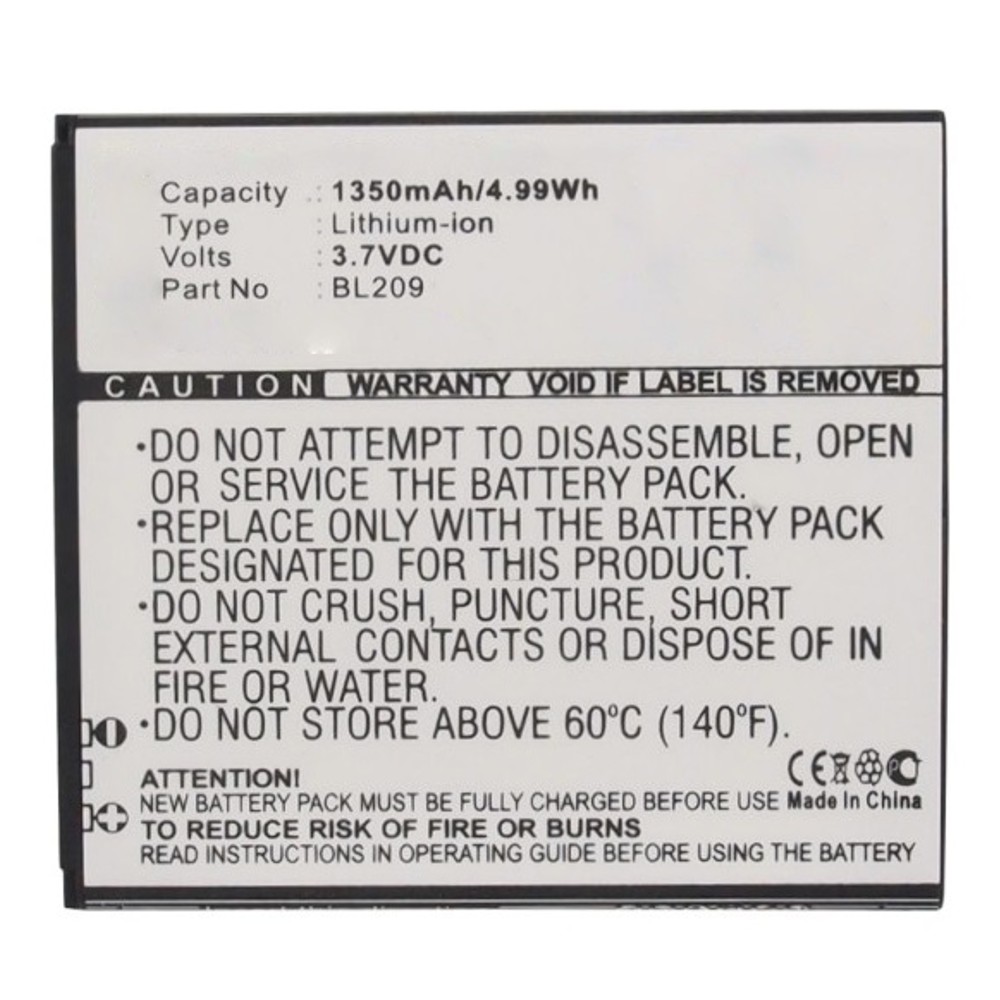 Capacity .: 1350mAh/4.99Wh
Type : Lithium-ion
Volts : 3.7VDC
Part No : BL209
CAUTION WARRANTY VOID IF LABEL IS REMOVED
•DO NOT ATTEMPT TO DISASSEMBLE, OPEN
OR SERVICE THE BATTERY PACK.
•REPLACE ONLY WITH THE BATTERY PACK
DESIGNATED FOR THIS PRODUCT.
•DO NOT CRUSH, PUNCTURE, SHORT
EXTERNAL CONTACTS OR DISPOSE OF IN
FIRE OR WATER.
•DO NOT STORE ABOVE 60ºC (140ºF).
ATTENTION!
NEW BATTERY PACK MUST BE FULLY CHARGED BEFORE USE
CE PC
Made In China
TO REDUCE RISK OF FIRE OR BURNS
READ INSTRUCTIONS IN OPERATING GUIDE BEFORE USING THE BATTERY